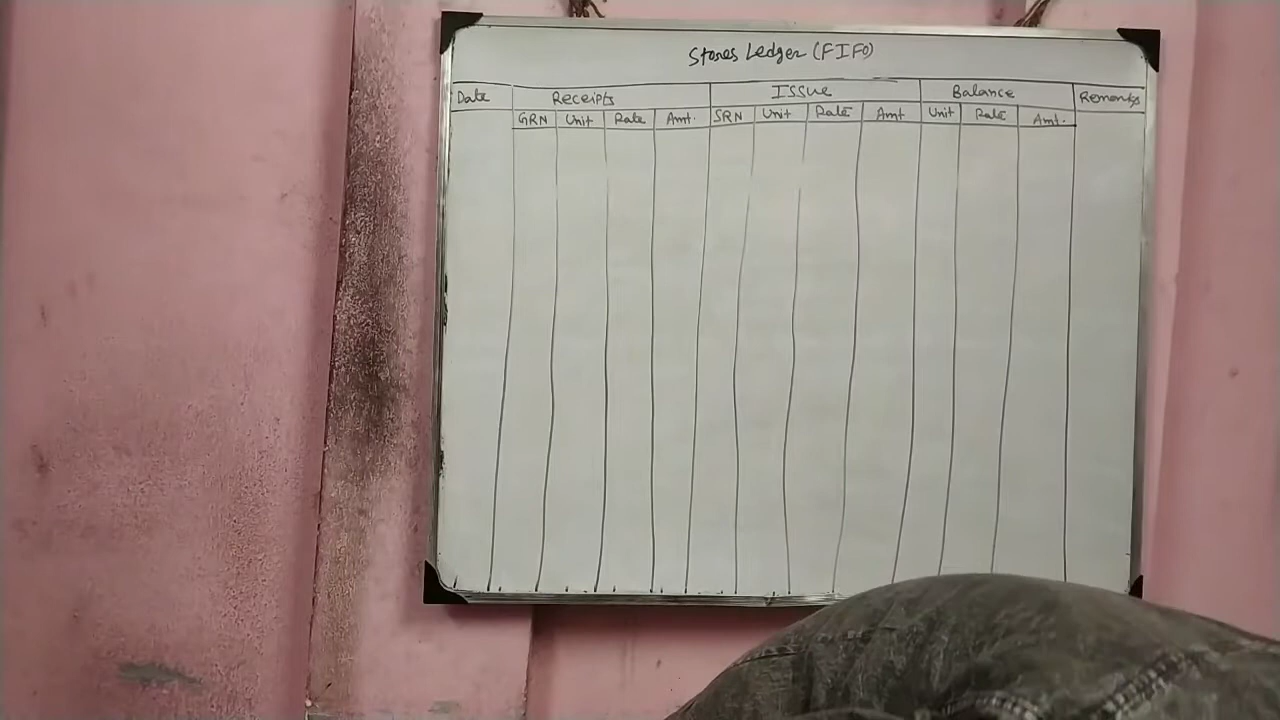 Stores Ledger (FIFO)
Date Receipts Issue Balance Remarks
GRN Unit Rate Amt. SRN Unit Rate Amt Unit Rate Amt.